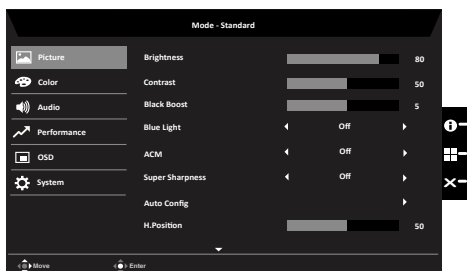 Mode - Standard
Picture
Color
Audio
Performance
OSD
System
Brightness 80
Contrast 50
Black Boost 5
Blue Light Off
ACM Off
Super Sharpness Off
Auto Config
H.Position 50
Move
Enter